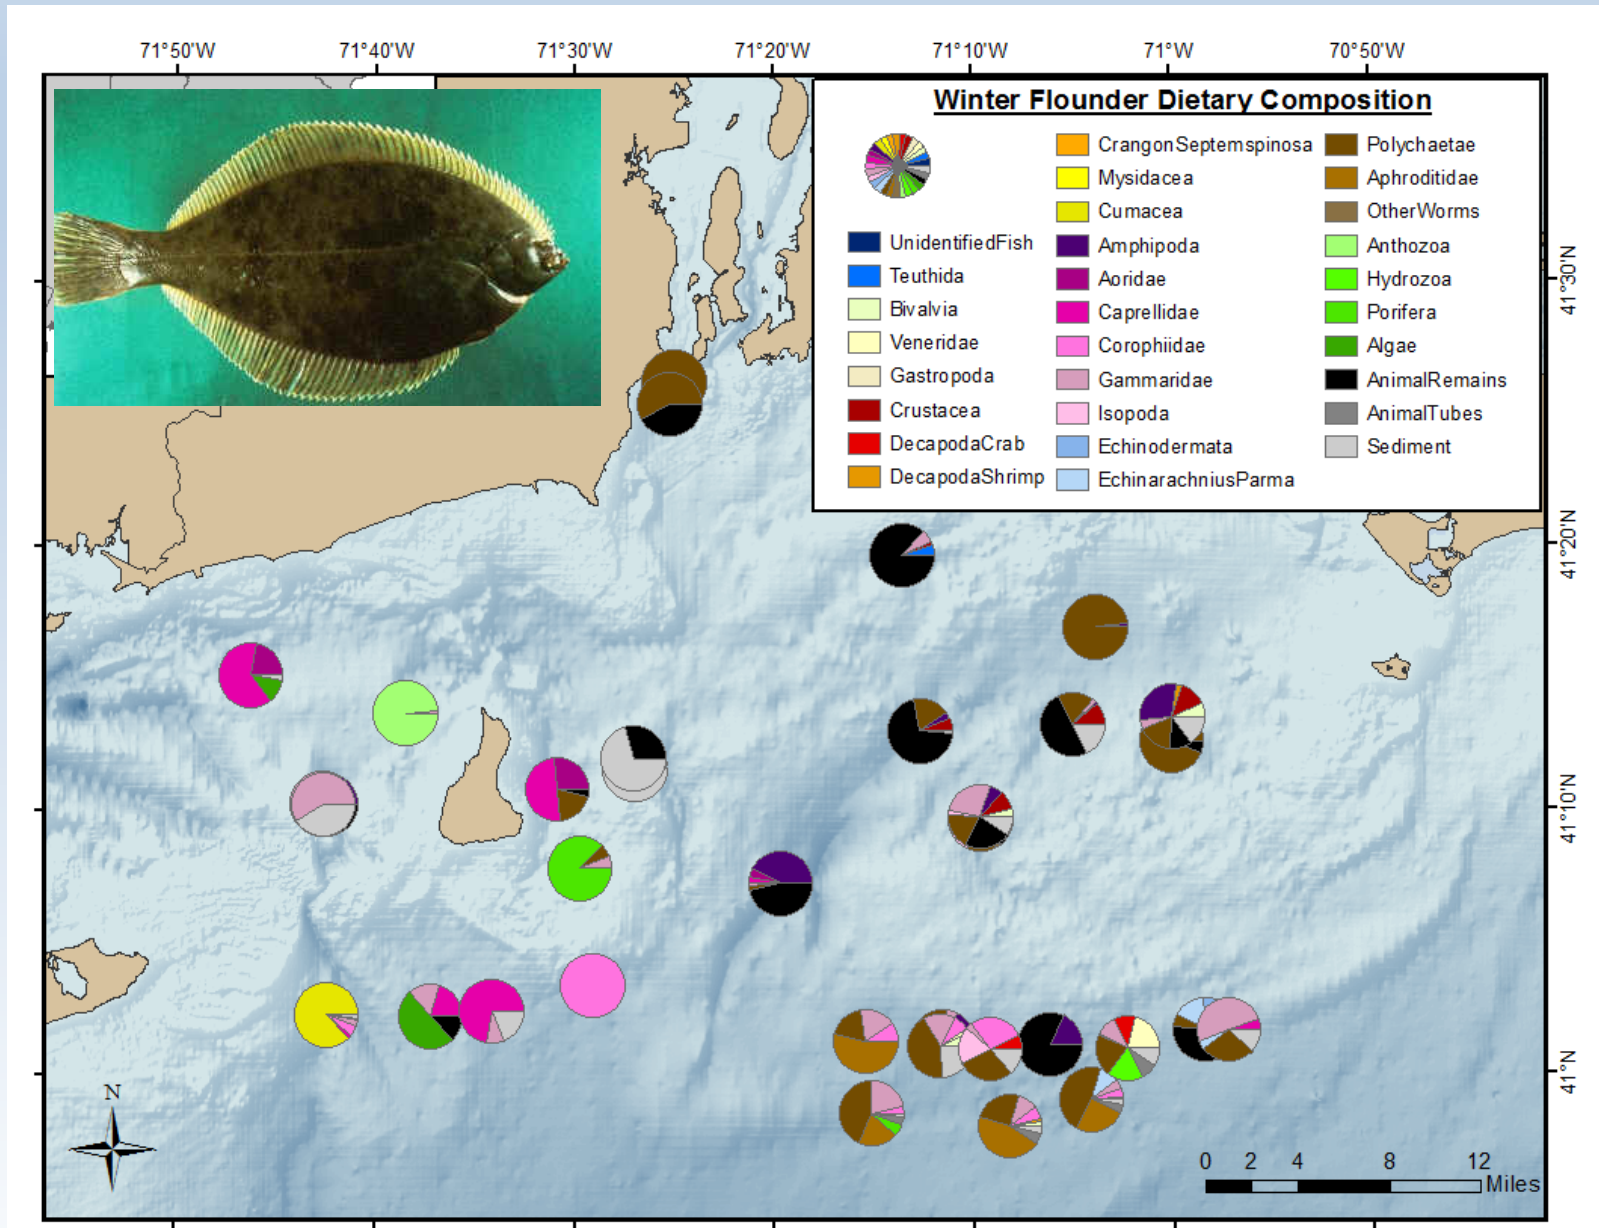 71°50'W 71°40'W 71°30'W 71°20'W 71°10'W 71°W 70°50'W
Winter Flounder Dietary Composition
UnidentifiedFish
Teuthida
Bivalvia
Veneridae
Gastropoda
Crustacea
DecapodaCrab
DecapodaShrimp
CrangonSeptemspinosa
Mysidacea
Cumacea
Amphipoda
Aoridae
Caprellidae
Corophiidae
Gammaridae
Isopoda
Echinodermata
EchinarachniusParma
Polychaetae
Aphroditidae
OtherWorms
Anthozoa
Hydrozoa
Porifera
Algae
AnimalRemains
AnimalTubes
Sediment
41°30'N
41°20'N
41°10'N
41°N
N
0 2 4 8 12
Miles